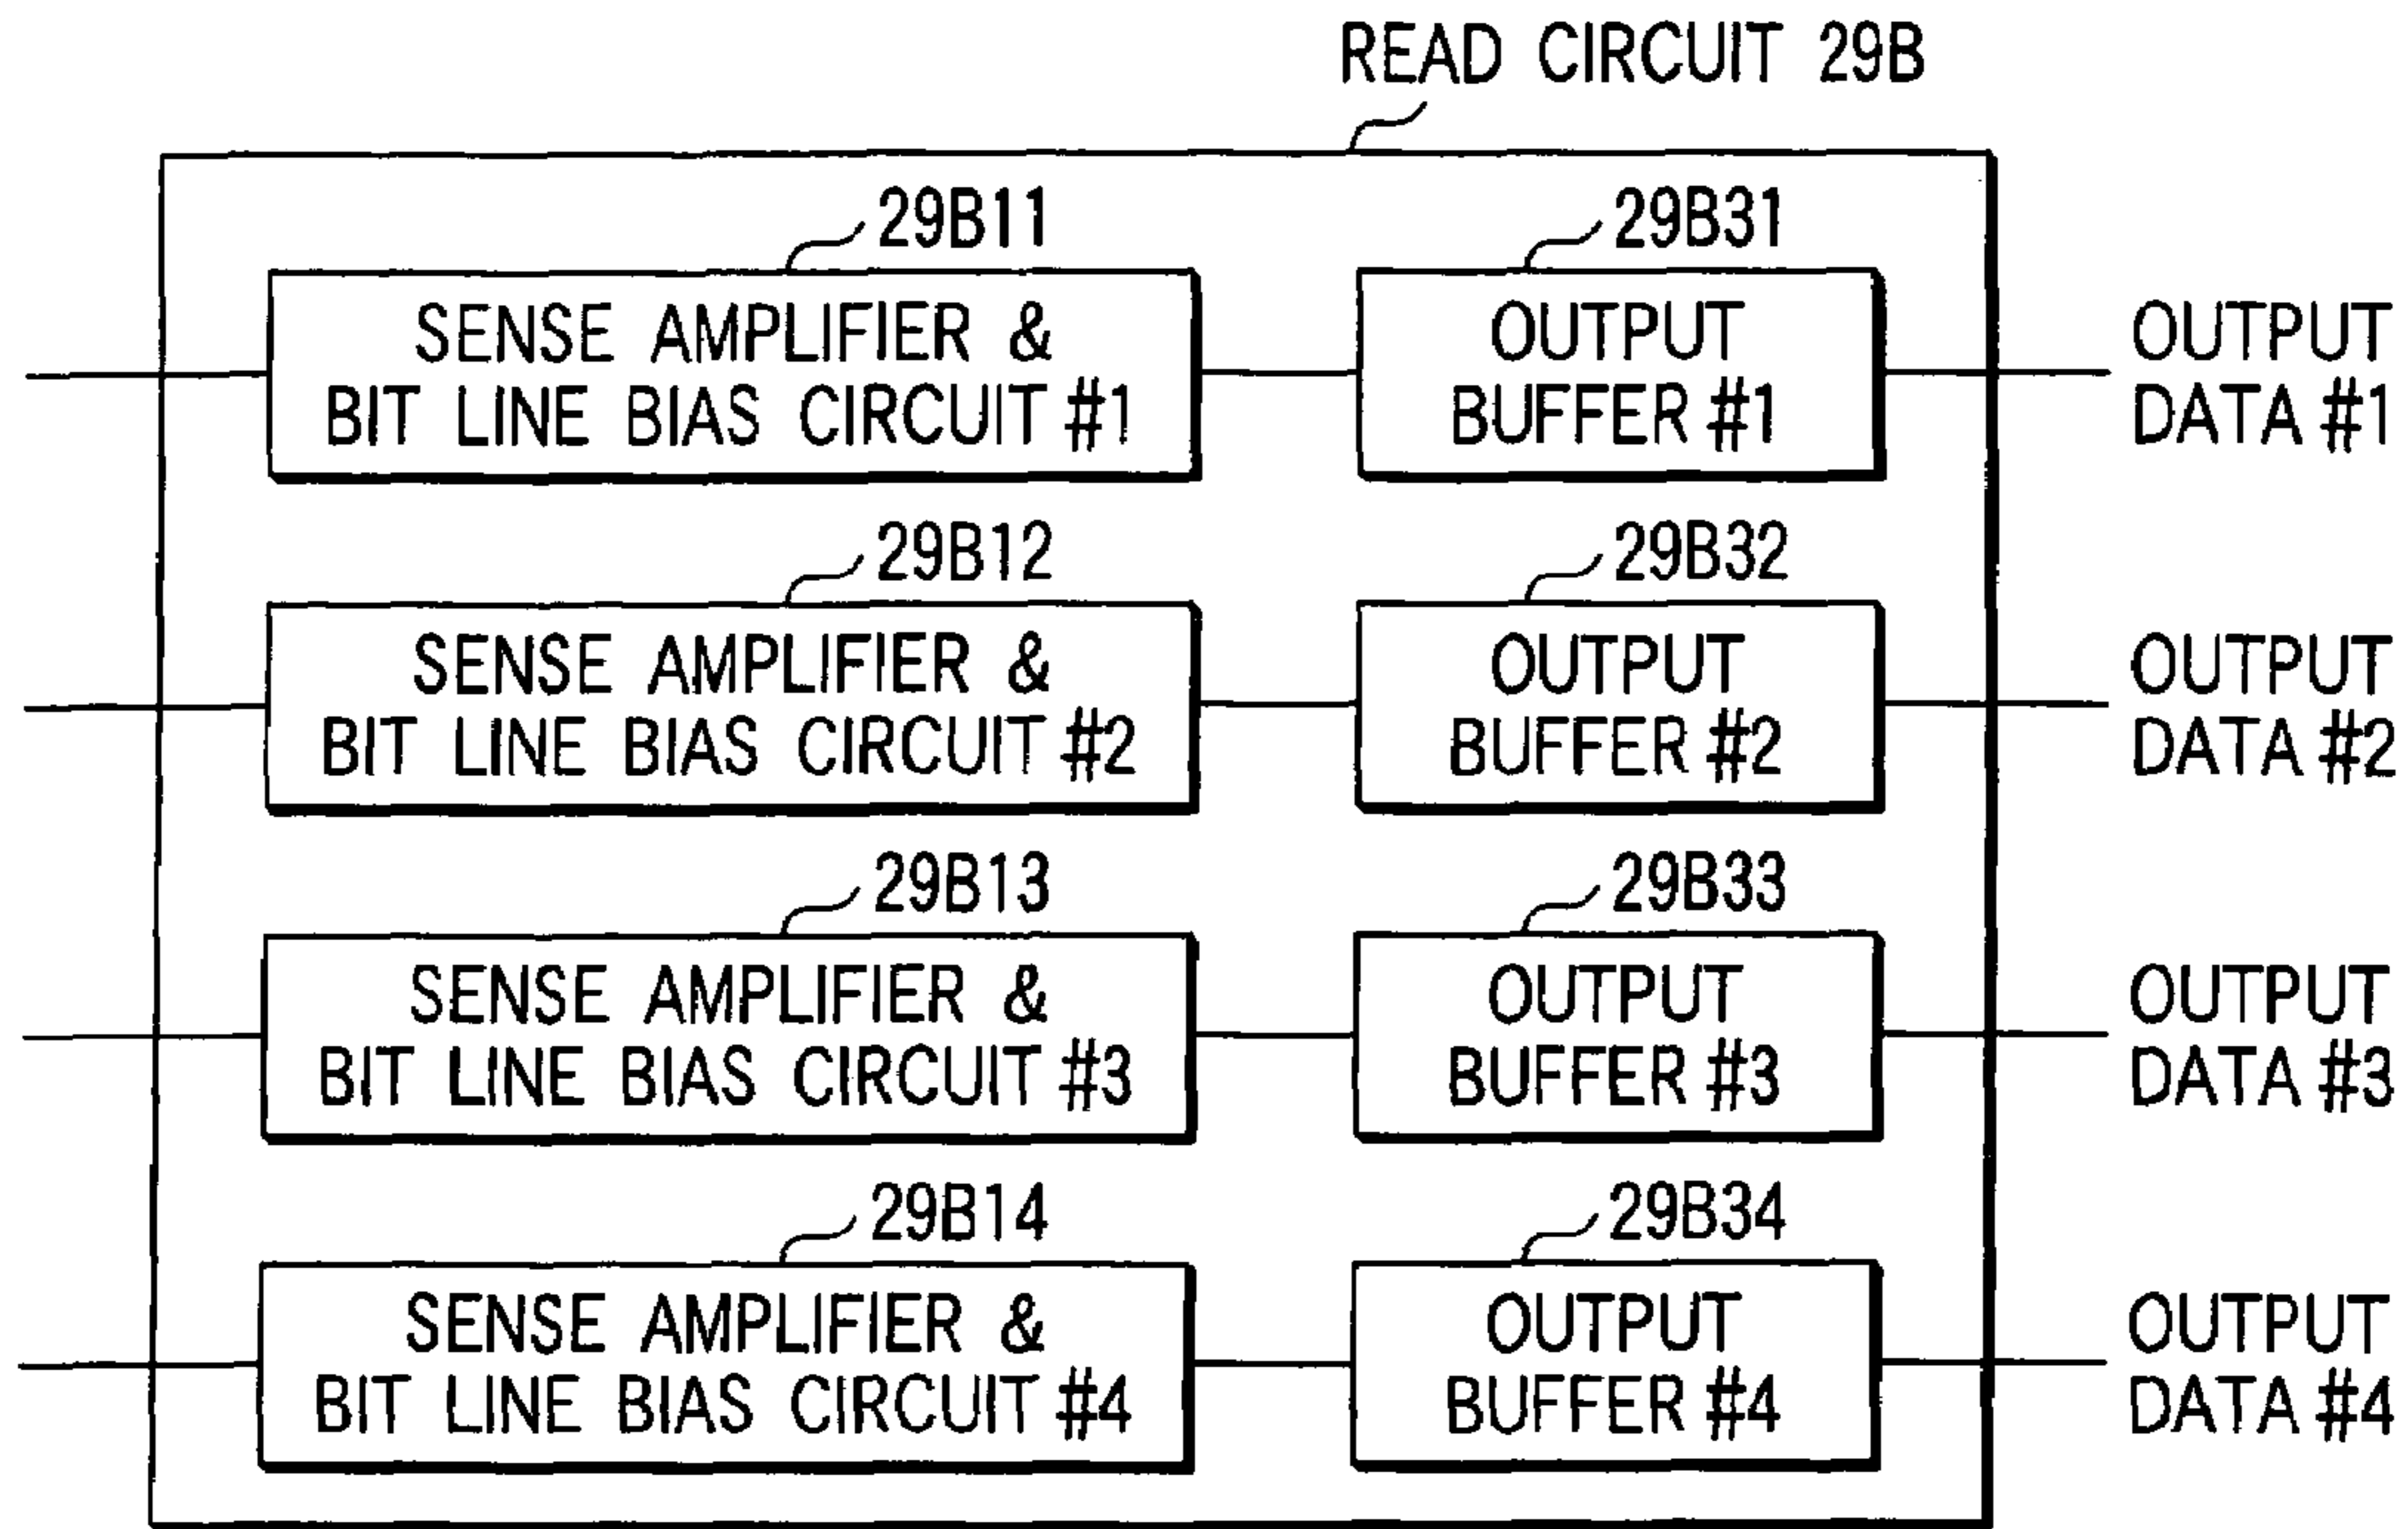 READ CIRCUIT 29B
29B11
29B31
SENSE AMPLIFIER &
BIT LINE BIAS CIRCUIT #1
OUTPUT
BUFFER #1
OUTPUT
DATA #1
29B12
29B32
SENSE AMPLIFIER &
BIT LINE BIAS CIRCUIT #2
OUTPUT
BUFFER #2
OUTPUT
DATA #2
29B13
29B33
SENSE AMPLIFIER &
BIT LINE BIAS CIRCUIT #3
OUTPUT
BUFFER #3
OUTPUT
DATA #3
29B14
29B34
SENSE AMPLIFIER &
BIT LINE BIAS CIRCUIT #4
OUTPUT
BUFFER #4
OUTPUT
DATA #4